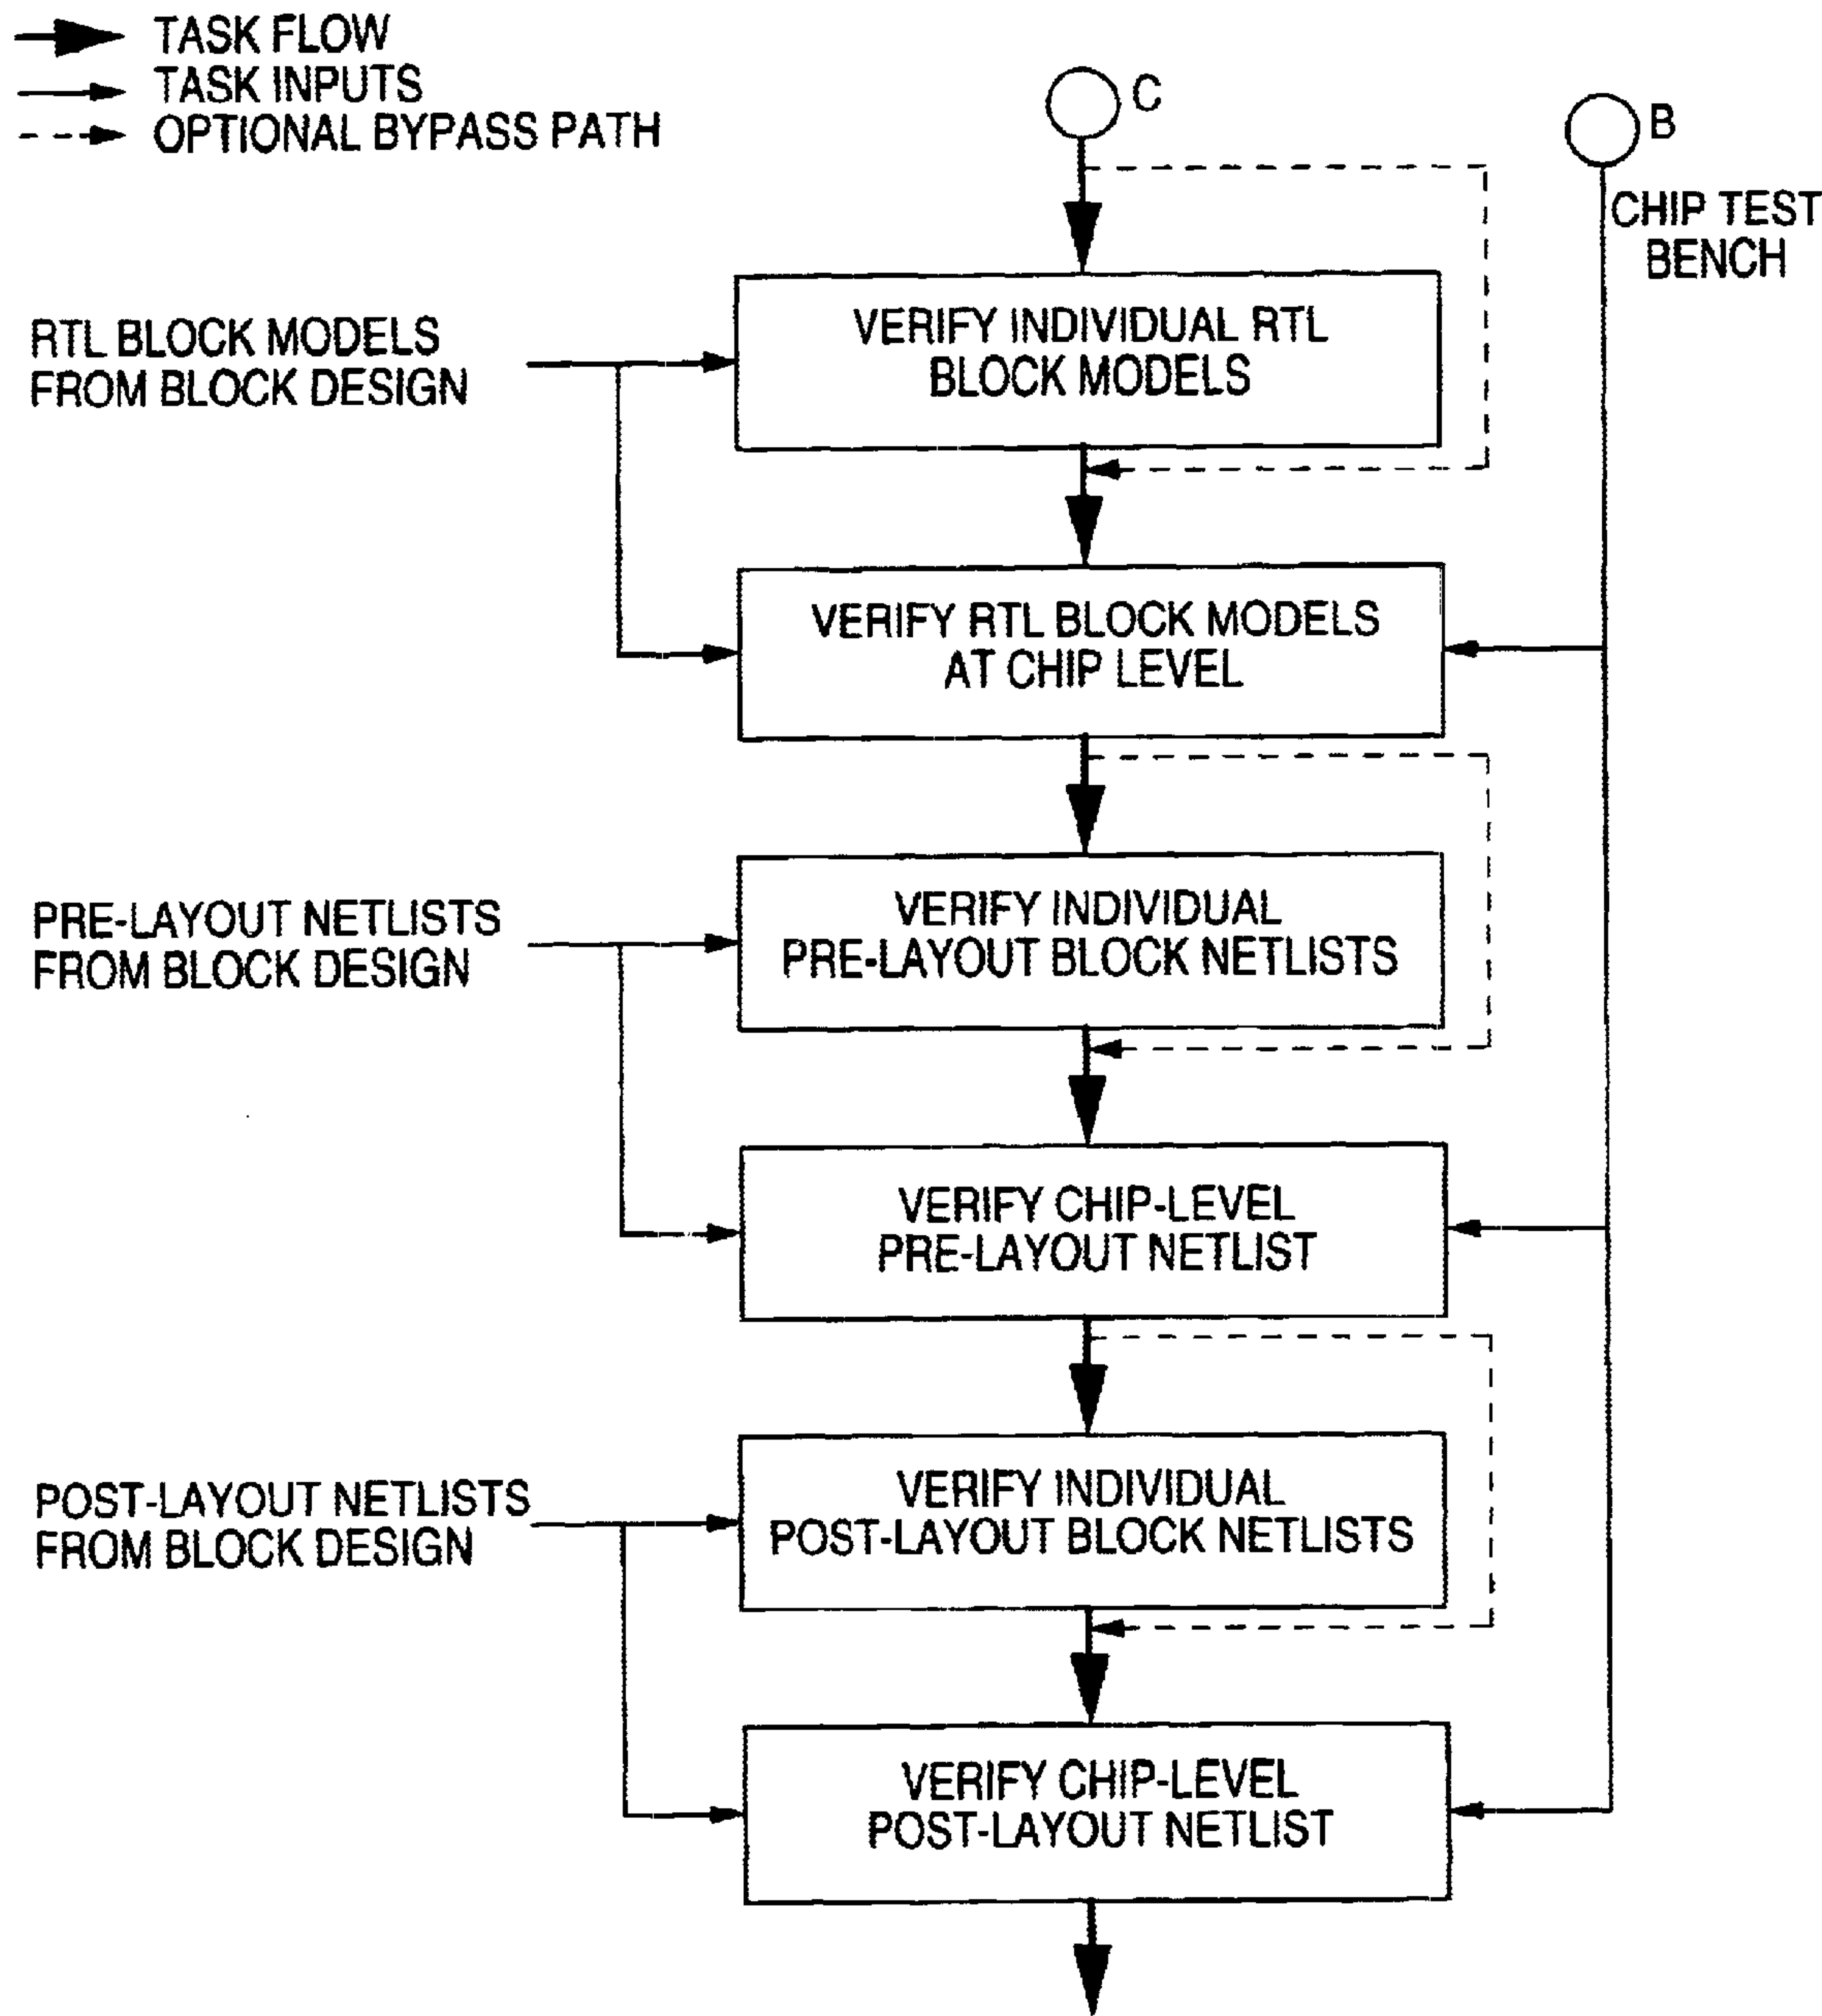 TASK FLOW
TASK INPUTS
OPTIONAL BYPASS PATH
C
B
CHIP TEST
BENCH
RTL BLOCK MODELS
FROM BLOCK DESIGN
VERIFY INDIVIDUAL RTL
BLOCK MODELS
VERIFY RTL BLOCK MODELS
AT CHIP LEVEL
PRE-LAYOUT NETLISTS
FROM BLOCK DESIGN
VERIFY INDIVIDUAL
PRE-LAYOUT BLOCK NETLISTS
VERIFY CHIP-LEVEL
PRE-LAYOUT NETLIST
POST-LAYOUT NETLISTS
FROM BLOCK DESIGN
VERIFY INDIVIDUAL
POST-LAYOUT BLOCK NETLISTS
VERIFY CHIP-LEVEL
POST-LAYOUT NETLIST